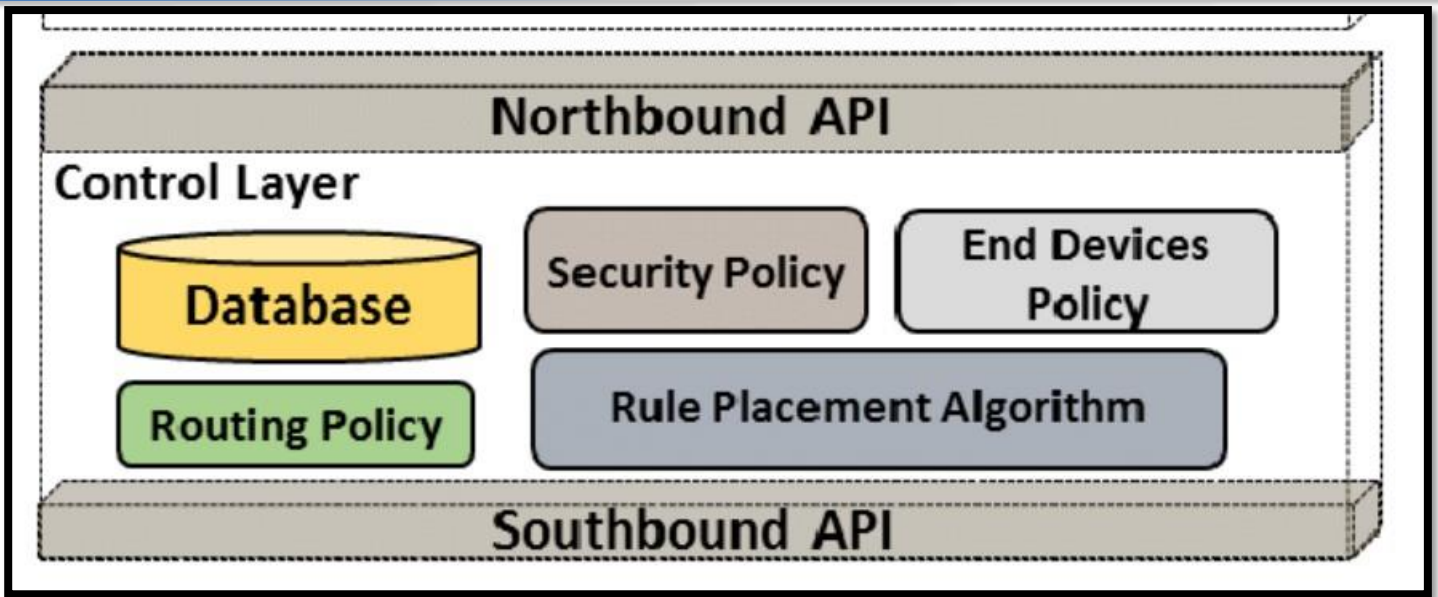 Northbound API
Control Layer
Database
Security Policy
End Devices
Policy
Routing Policy
Rule Placement Algorithm
Southbound API